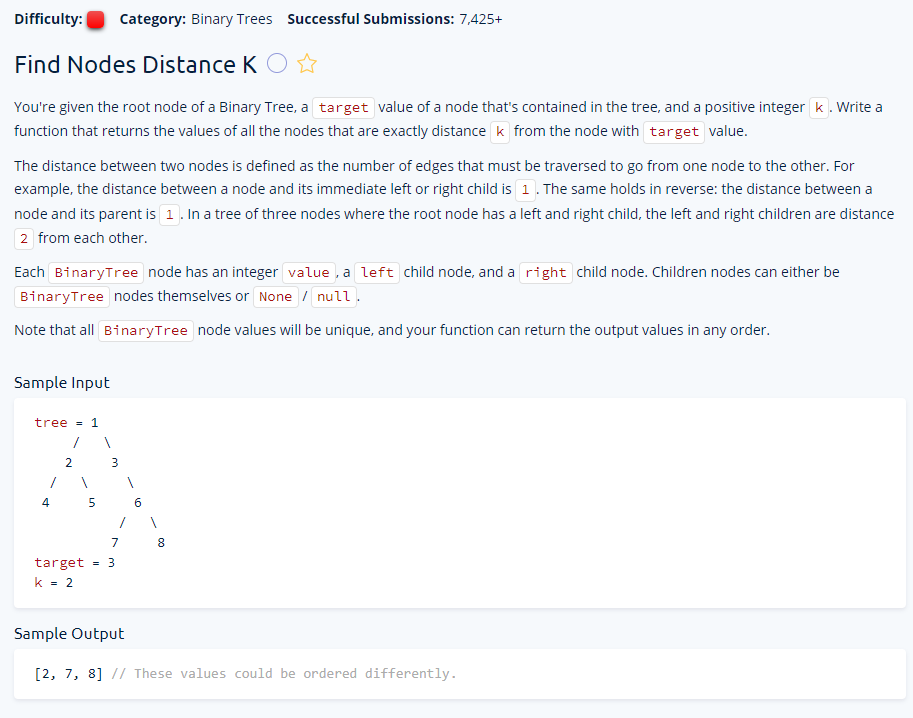 Difficulty: Category: Binary Trees Successful Submissions: 7,425+
Find Nodes Distance K
You're given the root node of a Binary Tree, a target value of a node that's contained in the tree, and a positive integer k . Write a
function that returns the values of all the nodes that are exactly distance k from the node with target value.
The distance between two nodes is defined as the number of edges that must be traversed to go from one node to the other. For
example, the distance between a node and its immediate left or right child is 1 . The same holds in reverse: the distance between a
node and its parent is 1 . In a tree of three nodes where the root node has a left and right child, the left and right children are distance
2 from each other.
Each BinaryTree node has an integer value , a left child node, and a right child node. Children nodes can either be
BinaryTree nodes themselves or None / null .
Note that all BinaryTree node values will be unique, and your function can return the output values in any order.
Sample Input
tree = 1
/ \
2 3
/ \ \
4 5 6
/ \
7 8
target = 3
k = 2
Sample Output
[2, 7, 8] // These values could be ordered differently.